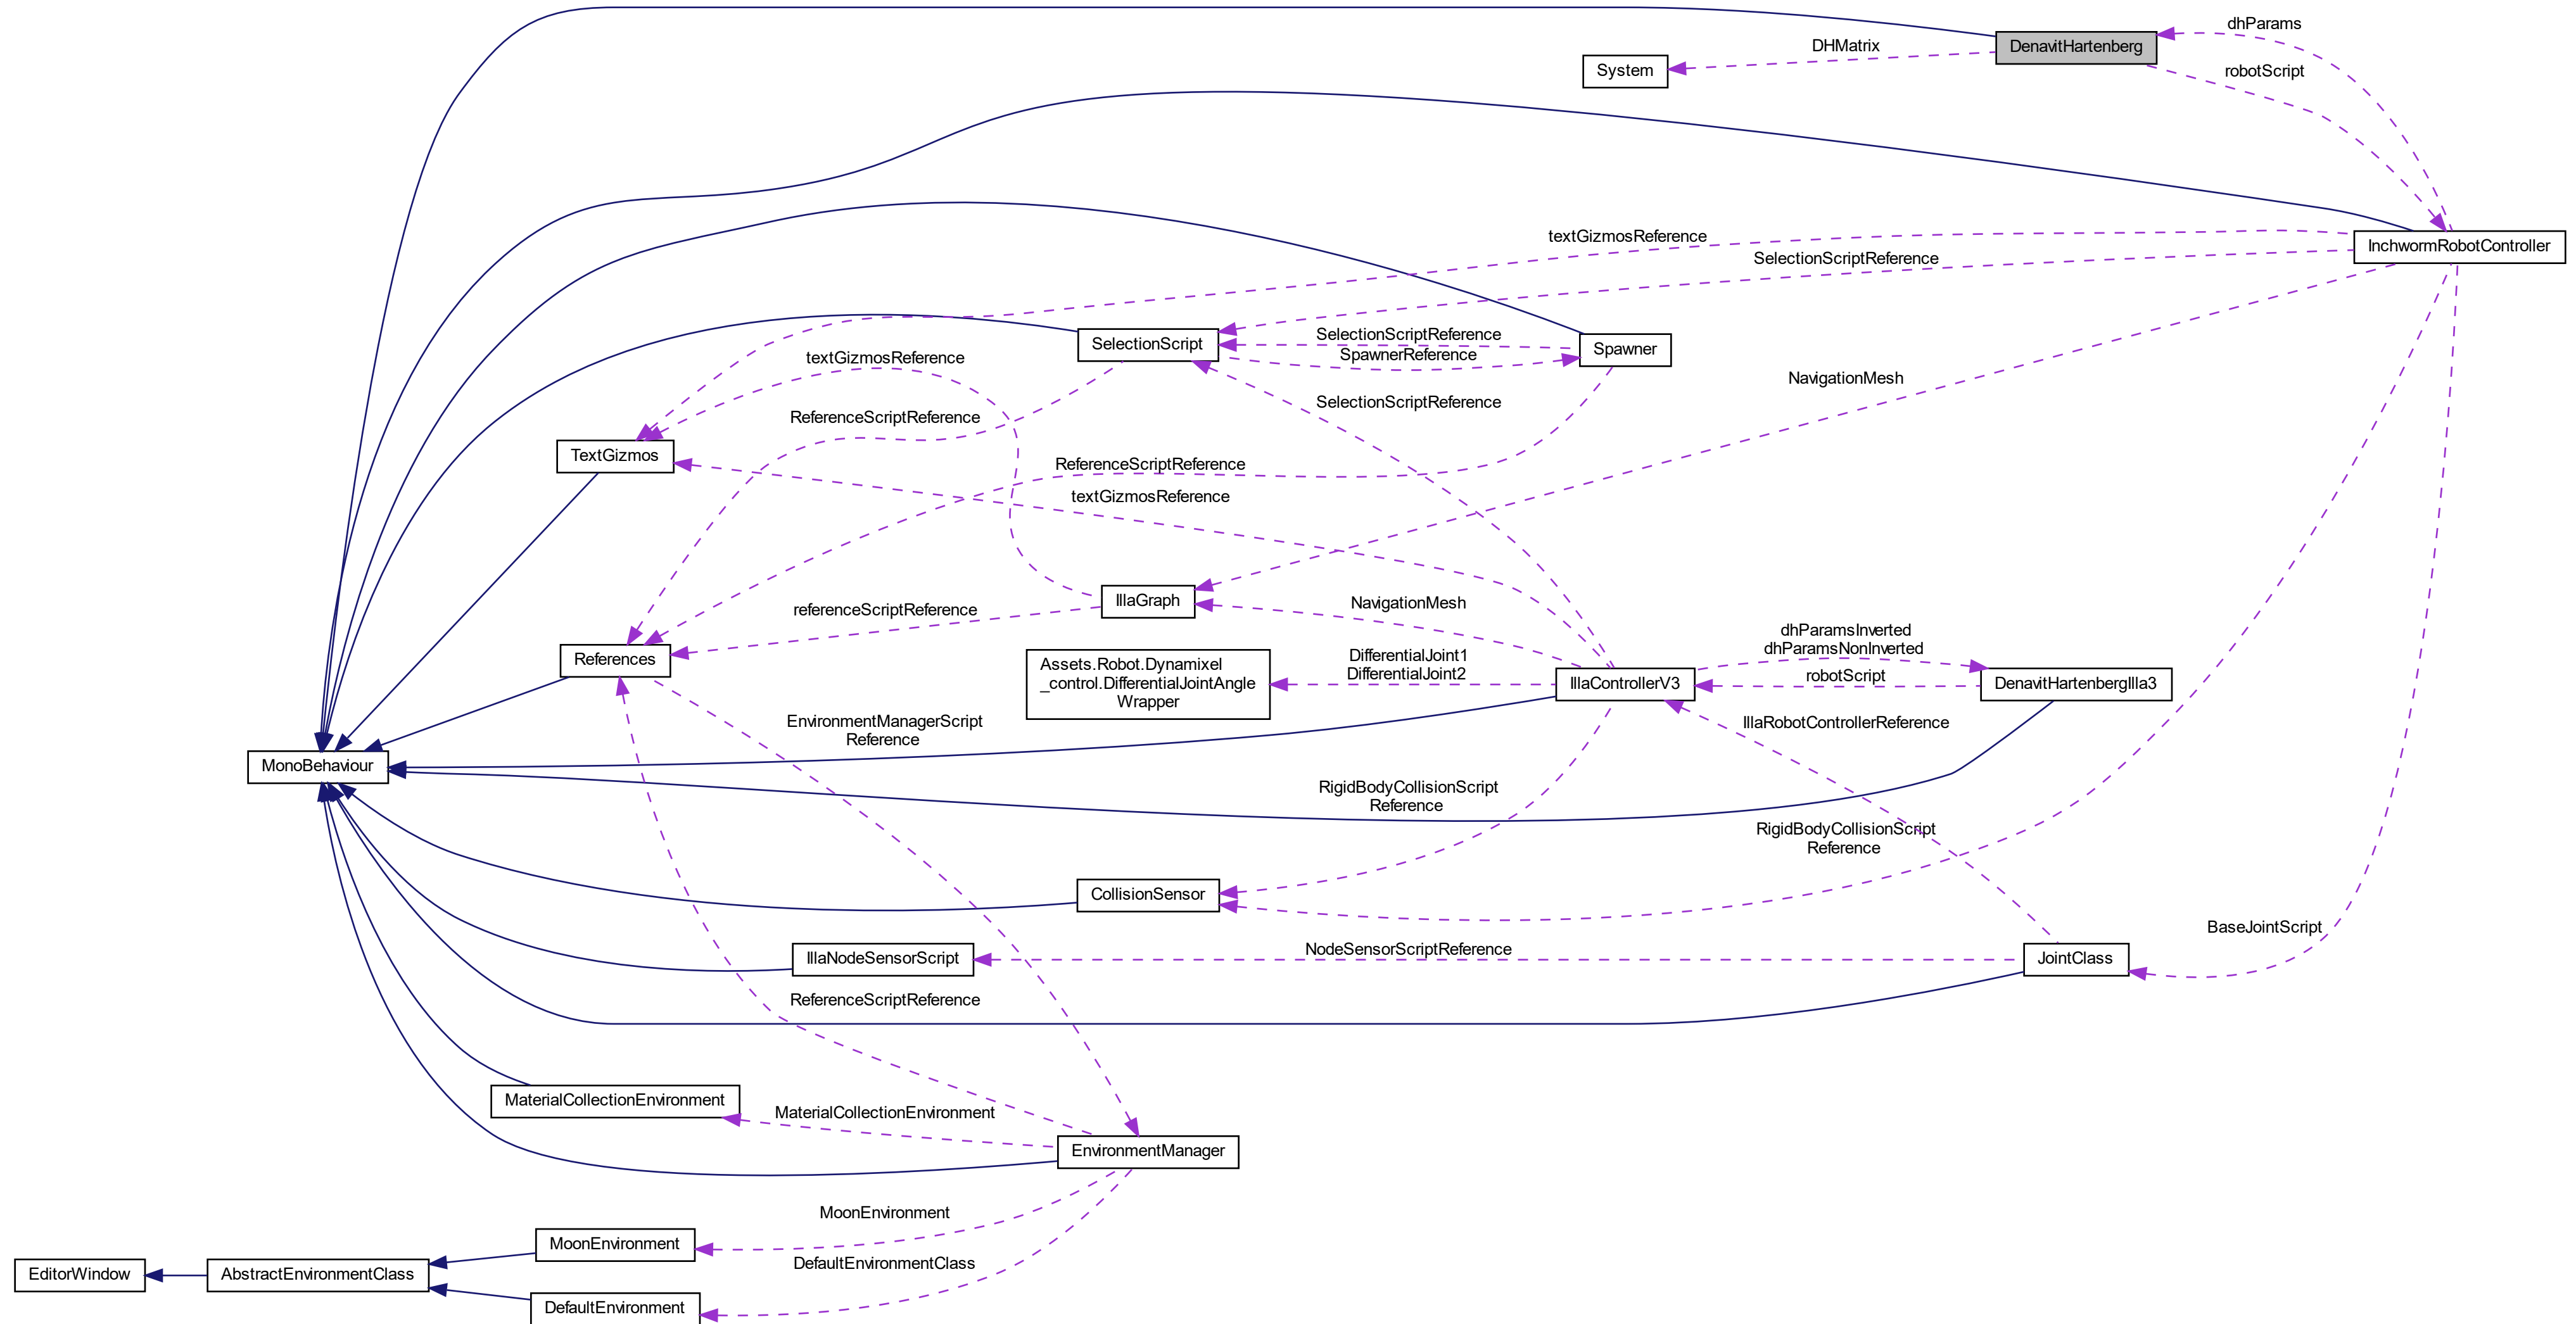 dhParams
DenavitHartenberg
DHMatrix
System
robotScript
textGizmosReference
InchwormRobotController
SelectionScriptReference
SelectionScript
SelectionScriptReference
SpawnerReference
Spawner
textGizmosReference
NavigationMesh
SelectionScriptReference
ReferenceScriptReference
TextGizmos
ReferenceScriptReference
textGizmosReference
IllaGraph
NavigationMesh
referenceScriptReference
References
dhParamsInverted
dhParamsNonInverted
Assets.Robot.Dynamixel
_control.DifferentialJointAngle
Wrapper
DifferentialJoint1
DifferentialJoint2
IllaControllerV3
robotScript
DenavitHartenbergIlla3
EnvironmentManagerScript
Reference
IllaRobotControllerReference
MonoBehaviour
RigidBodyCollisionScript
Reference
RigidBodyCollisionScript
Reference
CollisionSensor
BaseJointScript
IllaNodeSensorScript
NodeSensorScriptReference
JointClass
ReferenceScriptReference
MaterialCollectionEnvironment
MaterialCollectionEnvironment
EnvironmentManager
MoonEnvironment
MoonEnvironment
DefaultEnvironmentClass
EditorWindow
AbstractEnvironmentClass
DefaultEnvironment